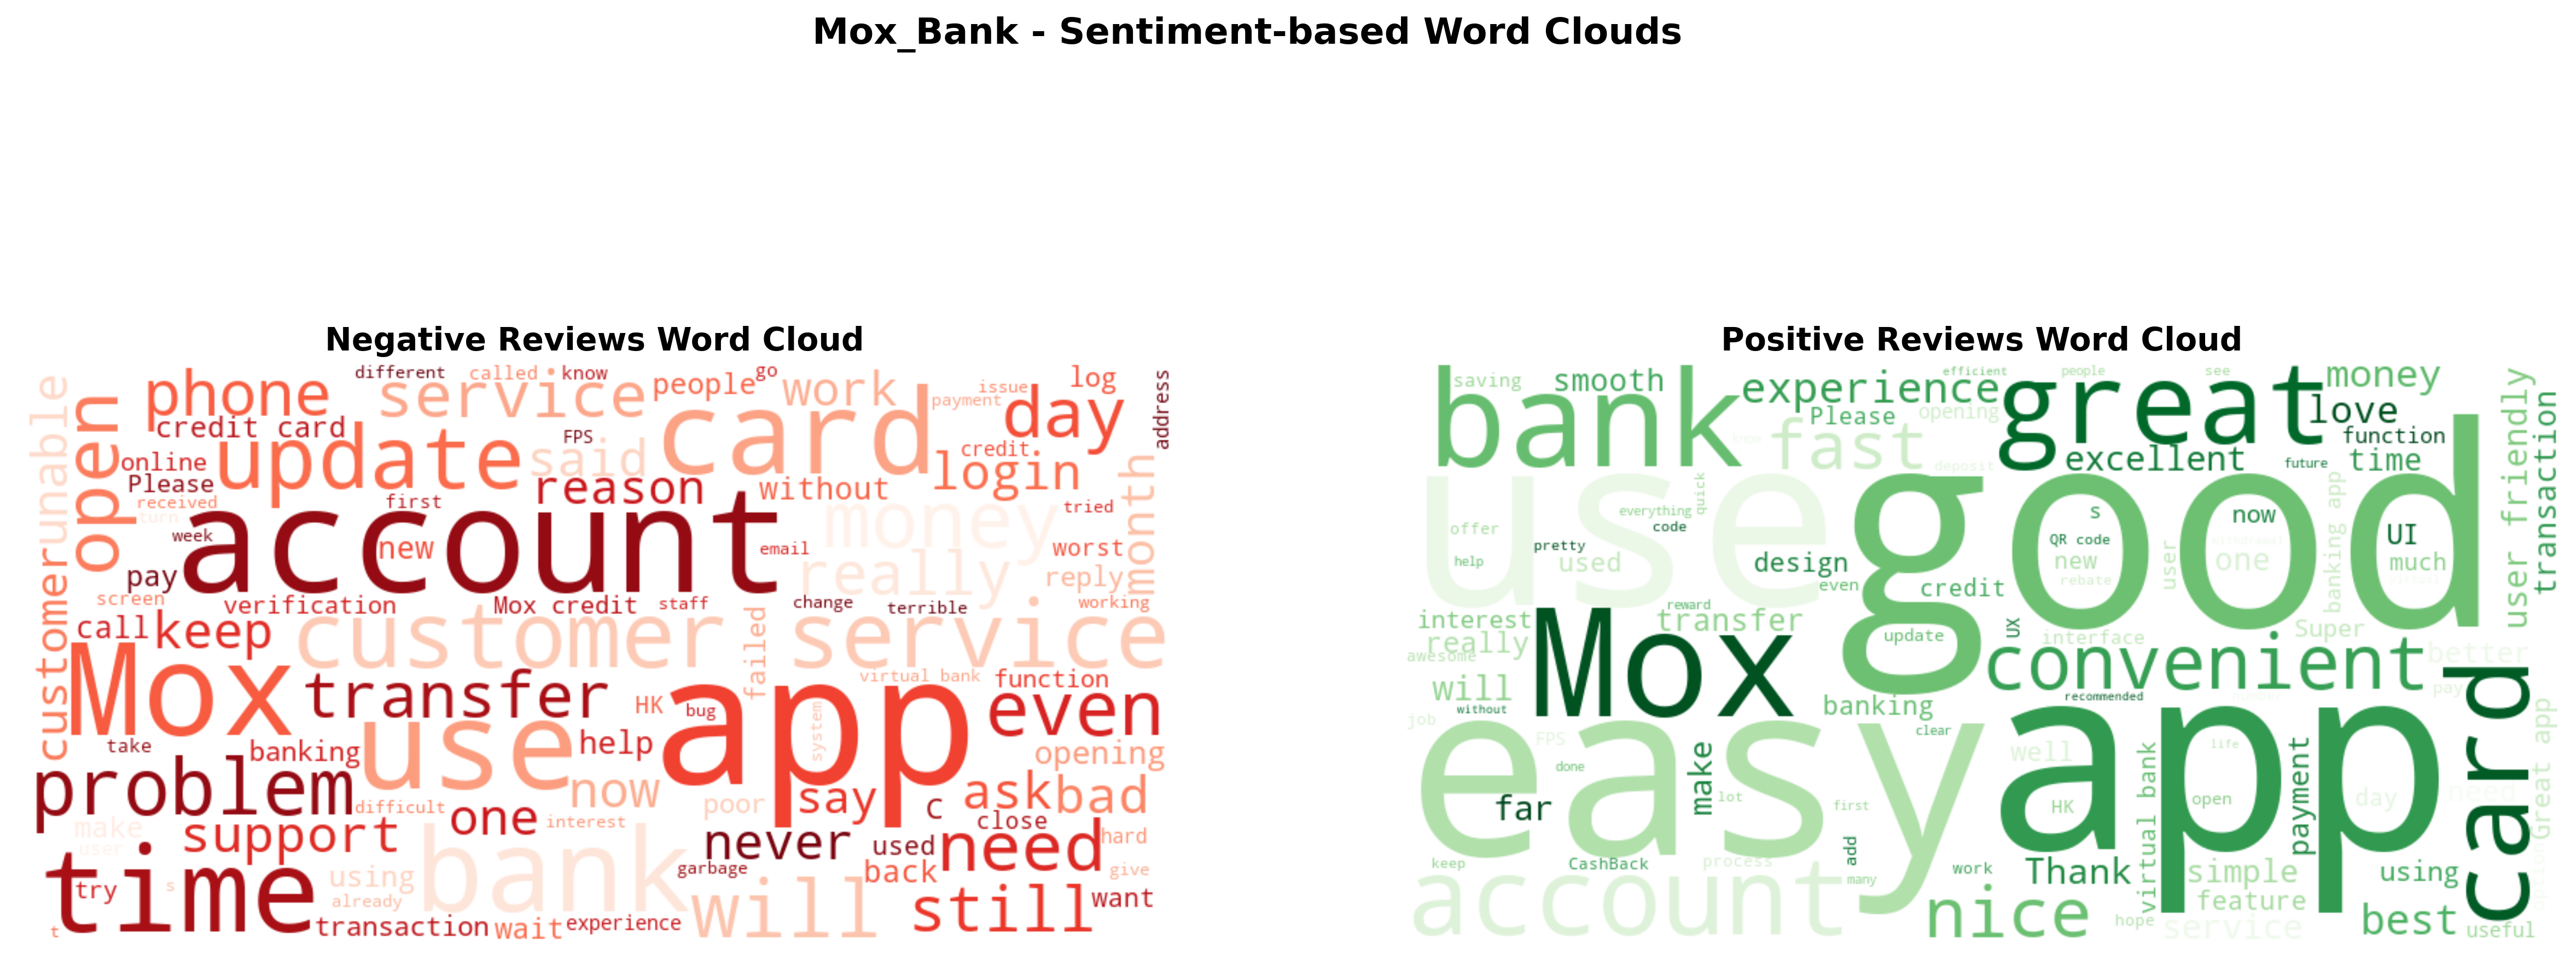 Mox_Bank - Sentiment-based Word Clouds
Negative Reviews Word Cloud
different
called
know
go
people
phone
service
work
issue
log
unable
open
credit card
card
payment
day
address
FPS
update
said
credit
online
login
Please
reason
without
month
received
first
tried
turn
account
money
week
new
email
worst
pay
really
reply
screen
verification
Mox credit
staff
change
terrible
working
customer
call
keep
customer service
failed
Mox
transfer
virtual bank
function
HK
bug
app
even
system
take
banking
use
help
opening
problem
now
poor
say
c
ask
bad
difficult
make
support
one
interest
close
user
never
used
need
hard
time
bank
garbage
back
give
try
s
using
already
will
still
want
t
transaction
wait
experience
Positive Reviews Word Cloud
saving
smooth
bank
experience
efficient
people
see
great
money
Please
opening
love
user friendly
transaction
fast
function
deposit
excellent
future
time
use
quick
good
everything
offer
code
s
now
banking app
UI
pretty
QR code
help
used
design
new
user
one
much
even
credit
rebate
interest
reward
transfer
update
UX
interface
Super
really
awesome
Mox
convenient
better
will
without
banking
recommended
pay
card
job
FPS
easy
clear
app
well
life
done
make
virtual bank
payment
Great app
far
lot
first
HK
open
day
need
add
keep
CashBack
process
work
Thank
simple
using
account
many
nice
feature
hope
service
best
useful